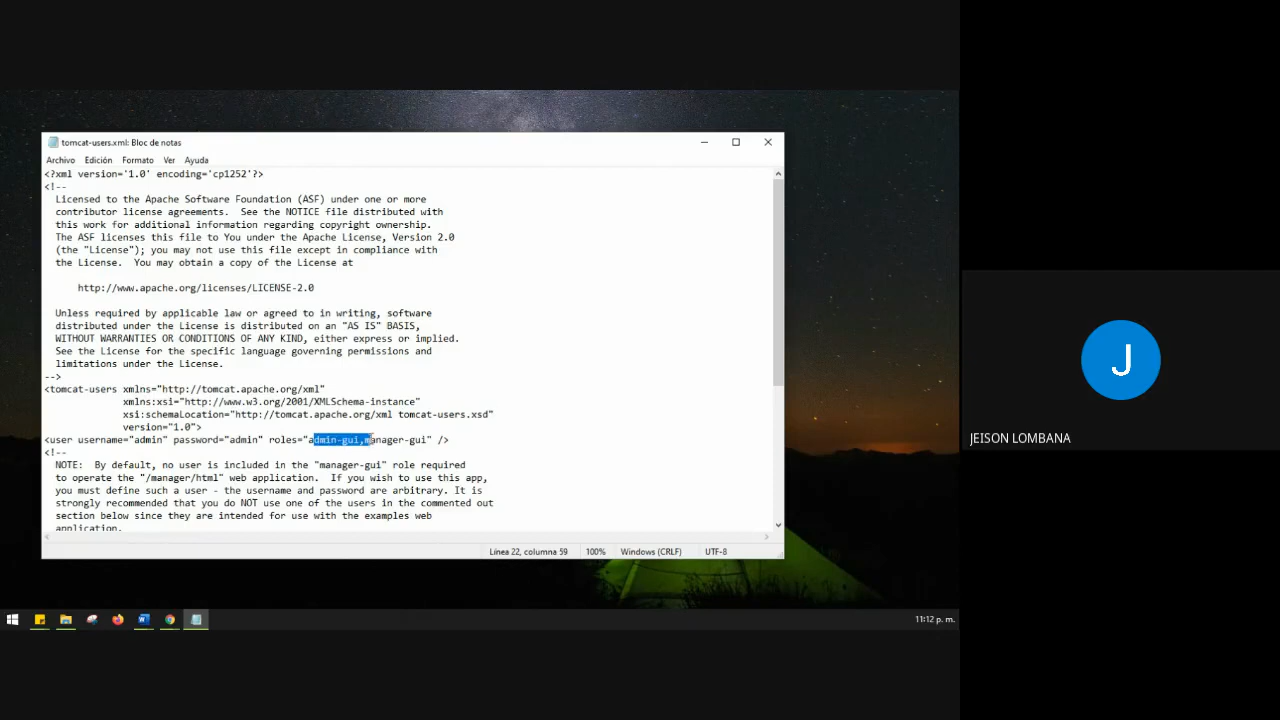 tomcat-users.xml: Bloc de notas
Archivo Edición Formato Ver Ayuda
<?xml version='1.0' encoding='cp1252'?>
<!--
Licensed to the Apache Software Foundation (ASF) under one or more
contributor license agreements. See the NOTICE file distributed with
this work for additional information regarding copyright ownership.
The ASF licenses this file to You under the Apache License, Version 2.0
(the "License"); you may not use this file except in compliance with
the License. You may obtain a copy of the License at
http://www.apache.org/licenses/LICENSE-2.0
Unless required by applicable law or agreed to in writing, software
distributed under the License is distributed on an "AS IS" BASIS,
WITHOUT WARRANTIES OR CONDITIONS OF ANY KIND, either express or implied.
See the License for the specific language governing permissions and
limitations under the License.
-->
<tomcat-users xmlns="http://tomcat.apache.org/xml"
xmlns:xsi="http://www.w3.org/2001/XMLSchema-instance"
xsi:schemaLocation="http://tomcat.apache.org/xml tomcat-users.xsd"
version="1.0">
<user username="admin" password="admin" roles="admin-gui,manager-gui" />
<!--
NOTE: By default, no user is included in the "manager-gui" role required
to operate the "/manager/html" web application. If you wish to use this app,
you must define such a user - the username and password are arbitrary. It is
strongly recommended that you do NOT use one of the users in the commented out
section below since they are intended for use with the examples web
application.
Línea 22, columna 59 100% Windows (CRLF) UTF-8
11:12 p. m.
J
JEISON LOMBANA